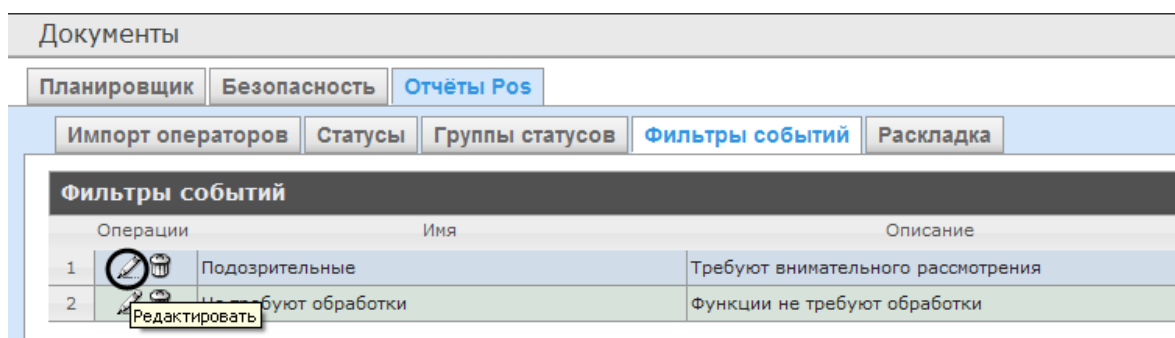 Документы
Планировщик Безопасность Отчёты Pos
Импорт операторов Статусы Группы статусов Фильтры событий Раскладка
Фильтры событий
Операции Имя Описание
1 Подозрительные Требуют внимательного рассмотрения
2 требуют обработки Функции не требуют обработки
Редактировать